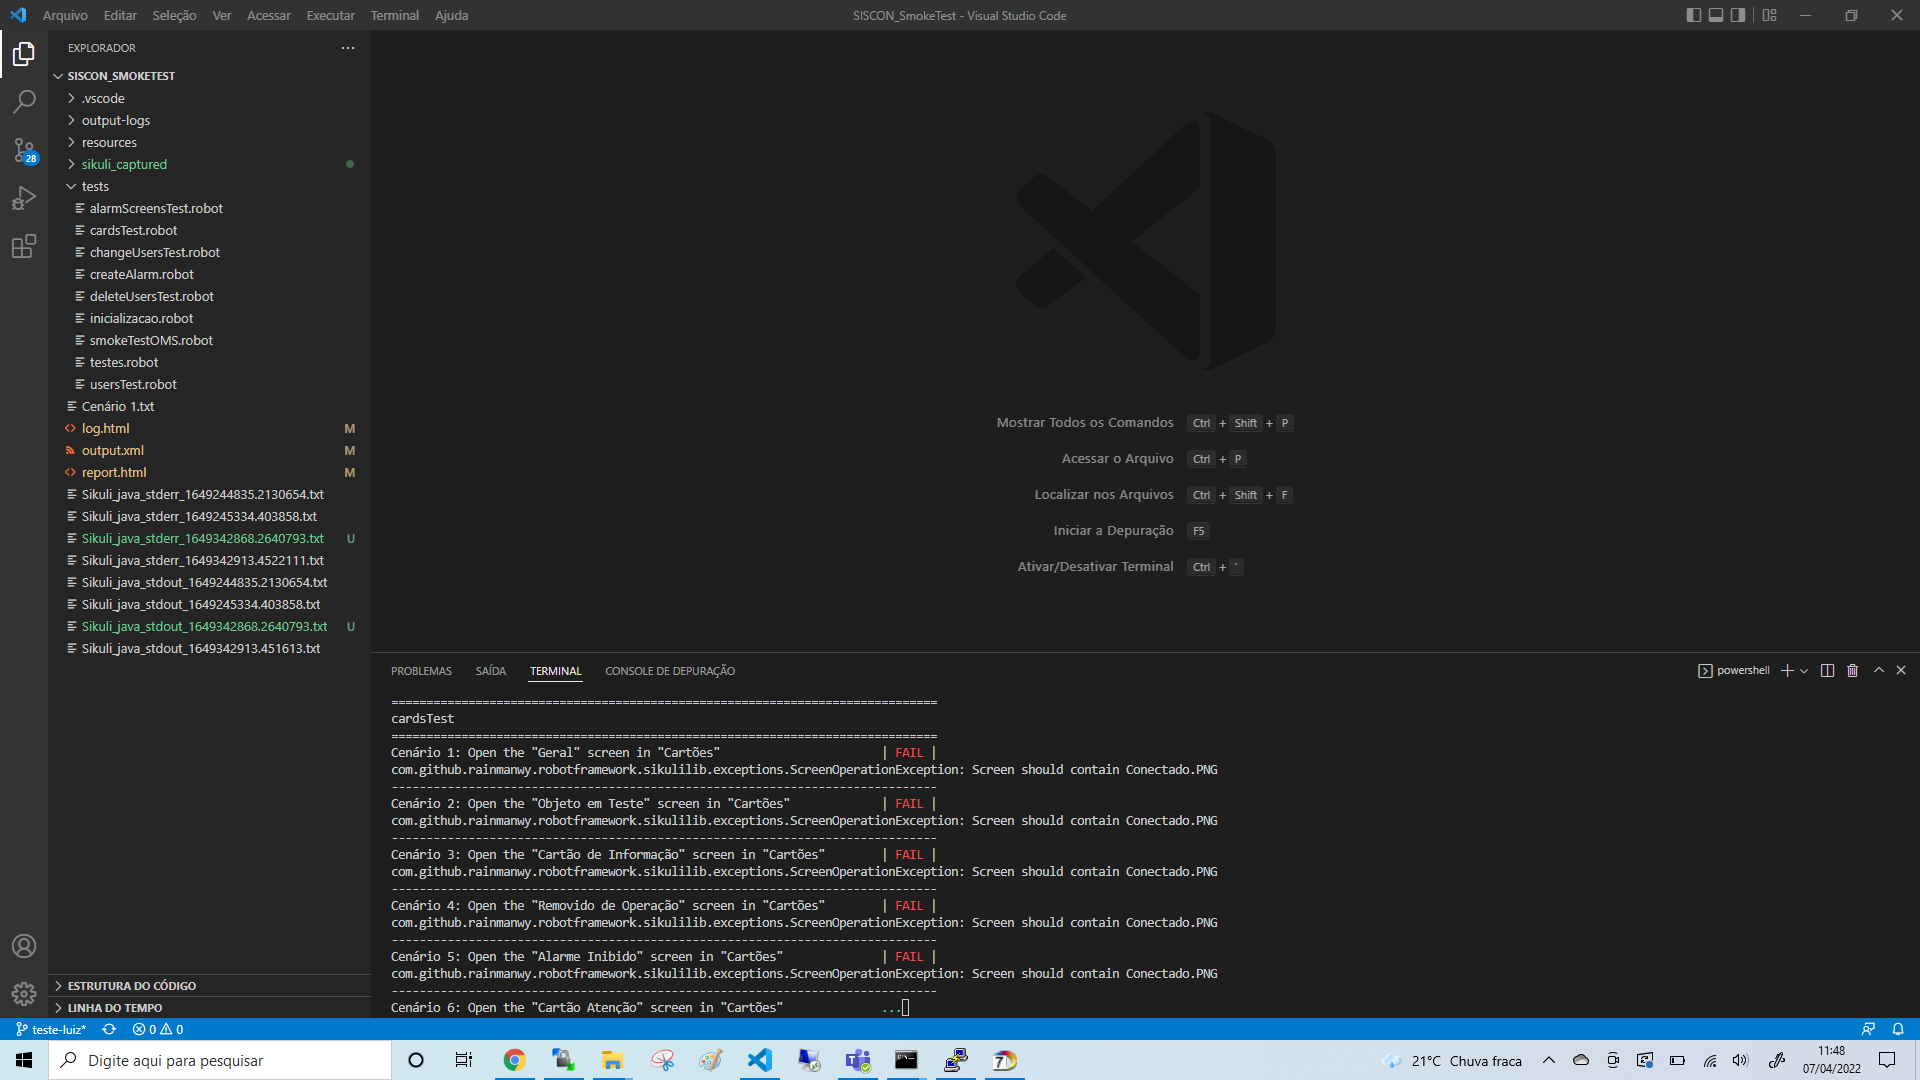 Arquivo Editar Seleção Ver Acessar Executar Terminal Ajuda
SISCON_SmokeTest - Visual Studio Code
EXPLORADOR
SISCON_SMOKETEST
.vscode
output-logs
resources
28
sikuli_captured
tests
alarmScreensTest.robot
cardsTest.robot
changeUsersTest.robot
createAlarm.robot
deleteUsersTest.robot
inicializacao.robot
smokeTestOMS.robot
testes.robot
usersTest.robot
Cenário 1.txt
log.html M
output.xml M
report.html M
Sikuli_java_stderr_1649244835.2130654.txt
Sikuli_java_stderr_1649245334.403858.txt
Sikuli_java_stderr_1649342868.2640793.txt U
Sikuli_java_stderr_1649342913.4522111.txt
Sikuli_java_stdout_1649244835.2130654.txt
Sikuli_java_stdout_1649245334.403858.txt
Sikuli_java_stdout_1649342868.2640793.txt U
Sikuli_java_stdout_1649342913.451613.txt
ESTRUTURA DO CÓDIGO
LINHA DO TEMPO
Mostrar Todos os Comandos Ctrl + Shift + P
Acessar o Arquivo Ctrl + P
Localizar nos Arquivos Ctrl + Shift + F
Iniciar a Depuração F5
Ativar/Desativar Terminal Ctrl + '
PROBLEMAS SAÍDA TERMINAL CONSOLE DE DEPURAÇÃO
powershell
==============================================================================
cardsTest
==============================================================================
Cenário 1: Open the "Geral" screen in "Cartões" | FAIL |
com.github.rainmanwy.robotframework.sikulilib.exceptions.ScreenOperationException: Screen should contain Conectado.PNG
------------------------------------------------------------------------------
Cenário 2: Open the "Objeto em Teste" screen in "Cartões" | FAIL |
com.github.rainmanwy.robotframework.sikulilib.exceptions.ScreenOperationException: Screen should contain Conectado.PNG
------------------------------------------------------------------------------
Cenário 3: Open the "Cartão de Informação" screen in "Cartões" | FAIL |
com.github.rainmanwy.robotframework.sikulilib.exceptions.ScreenOperationException: Screen should contain Conectado.PNG
------------------------------------------------------------------------------
Cenário 4: Open the "Removido de Operação" screen in "Cartões" | FAIL |
com.github.rainmanwy.robotframework.sikulilib.exceptions.ScreenOperationException: Screen should contain Conectado.PNG
------------------------------------------------------------------------------
Cenário 5: Open the "Alarme Inibido" screen in "Cartões" | FAIL |
com.github.rainmanwy.robotframework.sikulilib.exceptions.ScreenOperationException: Screen should contain Conectado.PNG
------------------------------------------------------------------------------
Cenário 6: Open the "Cartão Atenção" screen in "Cartões" ...
teste-luiz* 0 0
Digite aqui para pesquisar
7
21°C Chuva fraca
11:48
07/04/2022